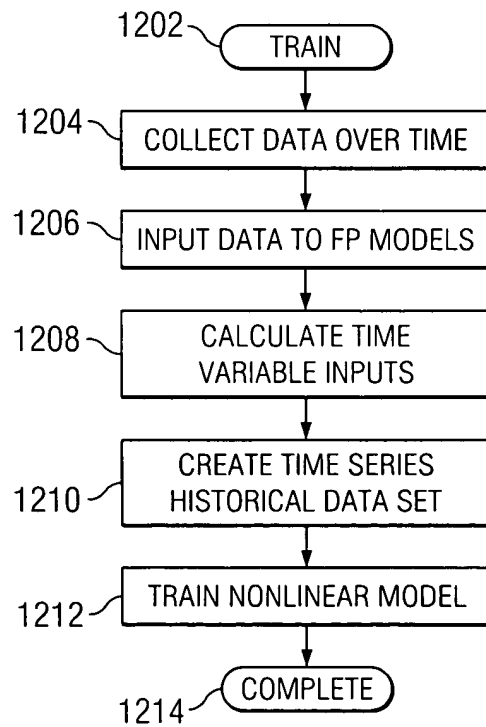 1202
TRAIN
1204
COLLECT DATA OVER TIME
1206
INPUT DATA TO FP MODELS
1208
CALCULATE TIME
VARIABLE INPUTS
1210
CREATE TIME SERIES
HISTORICAL DATA SET
1212
TRAIN NONLINEAR MODEL
1214
COMPLETE